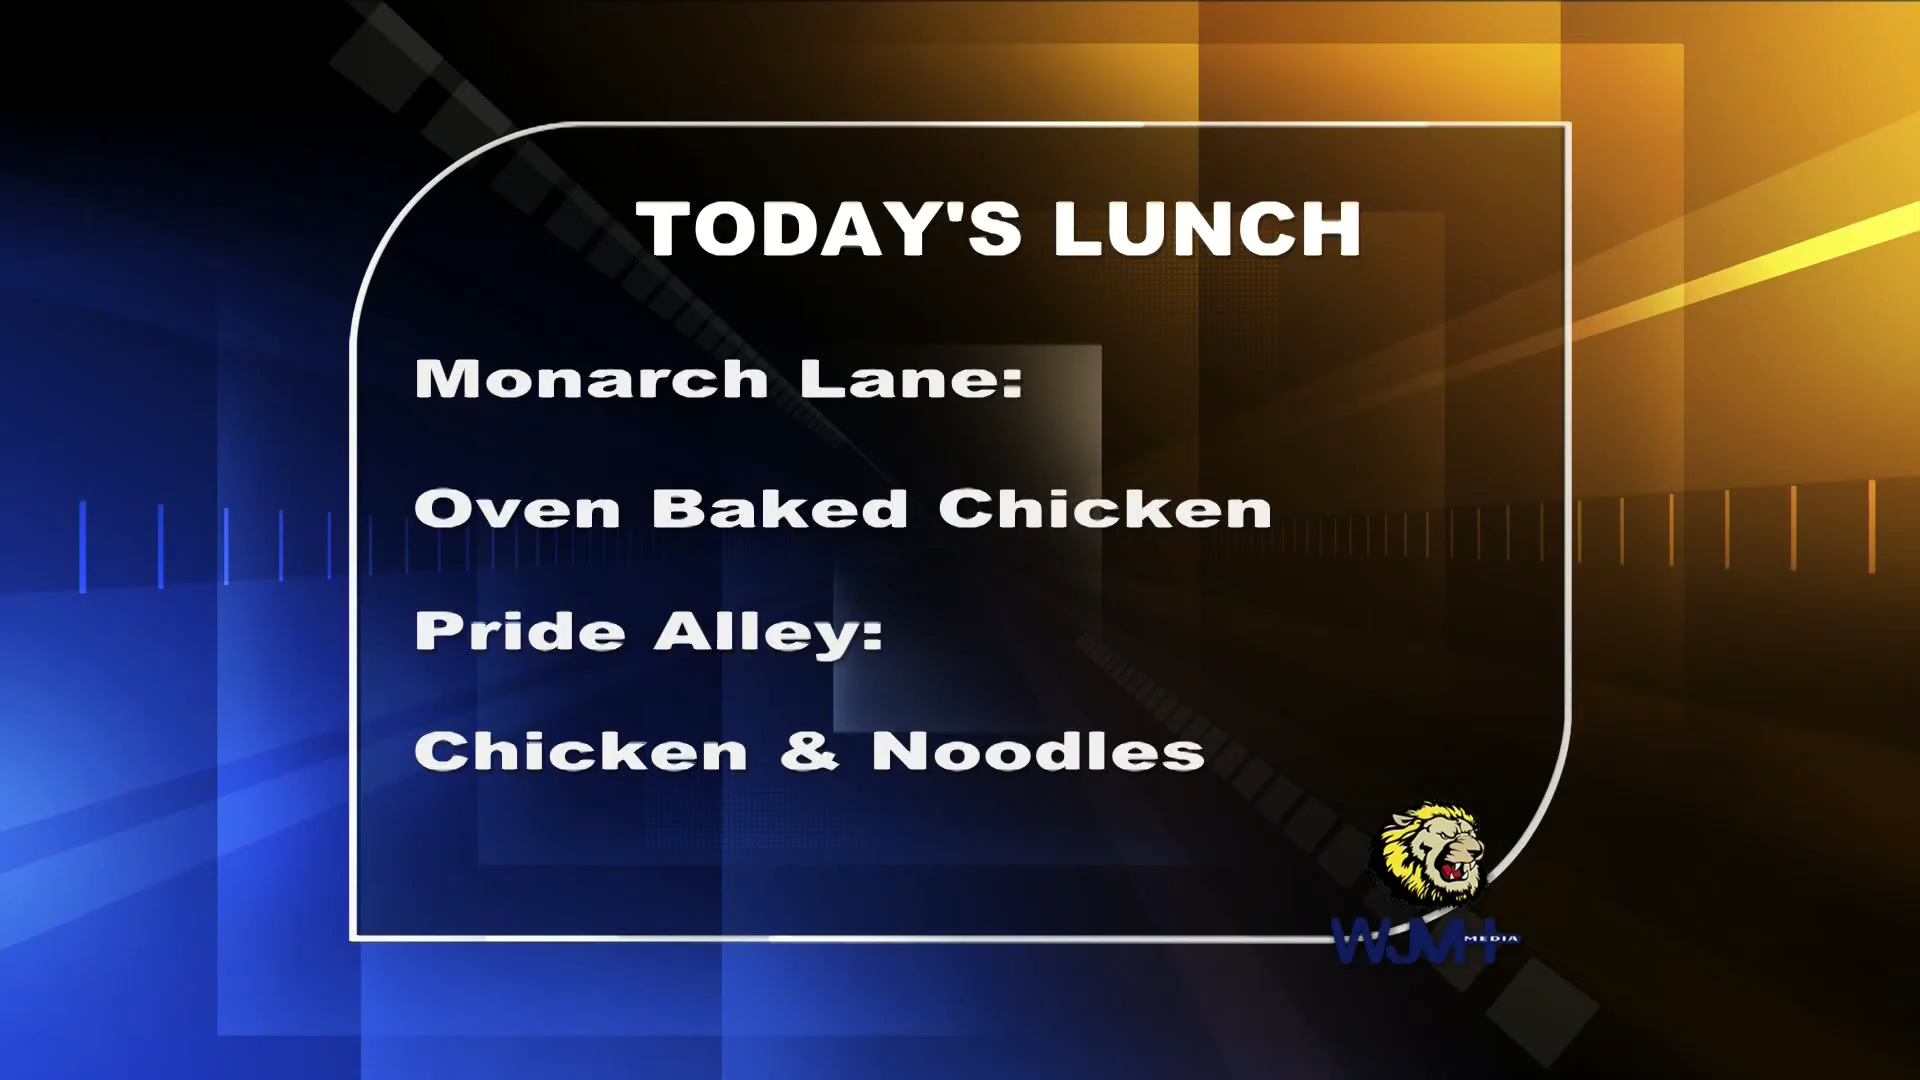 TODAY'S LUNCH
Monarch Lane:
Oven Baked Chicken
Pride Alley:
Chicken & Noodles
WJMH
MEDIA